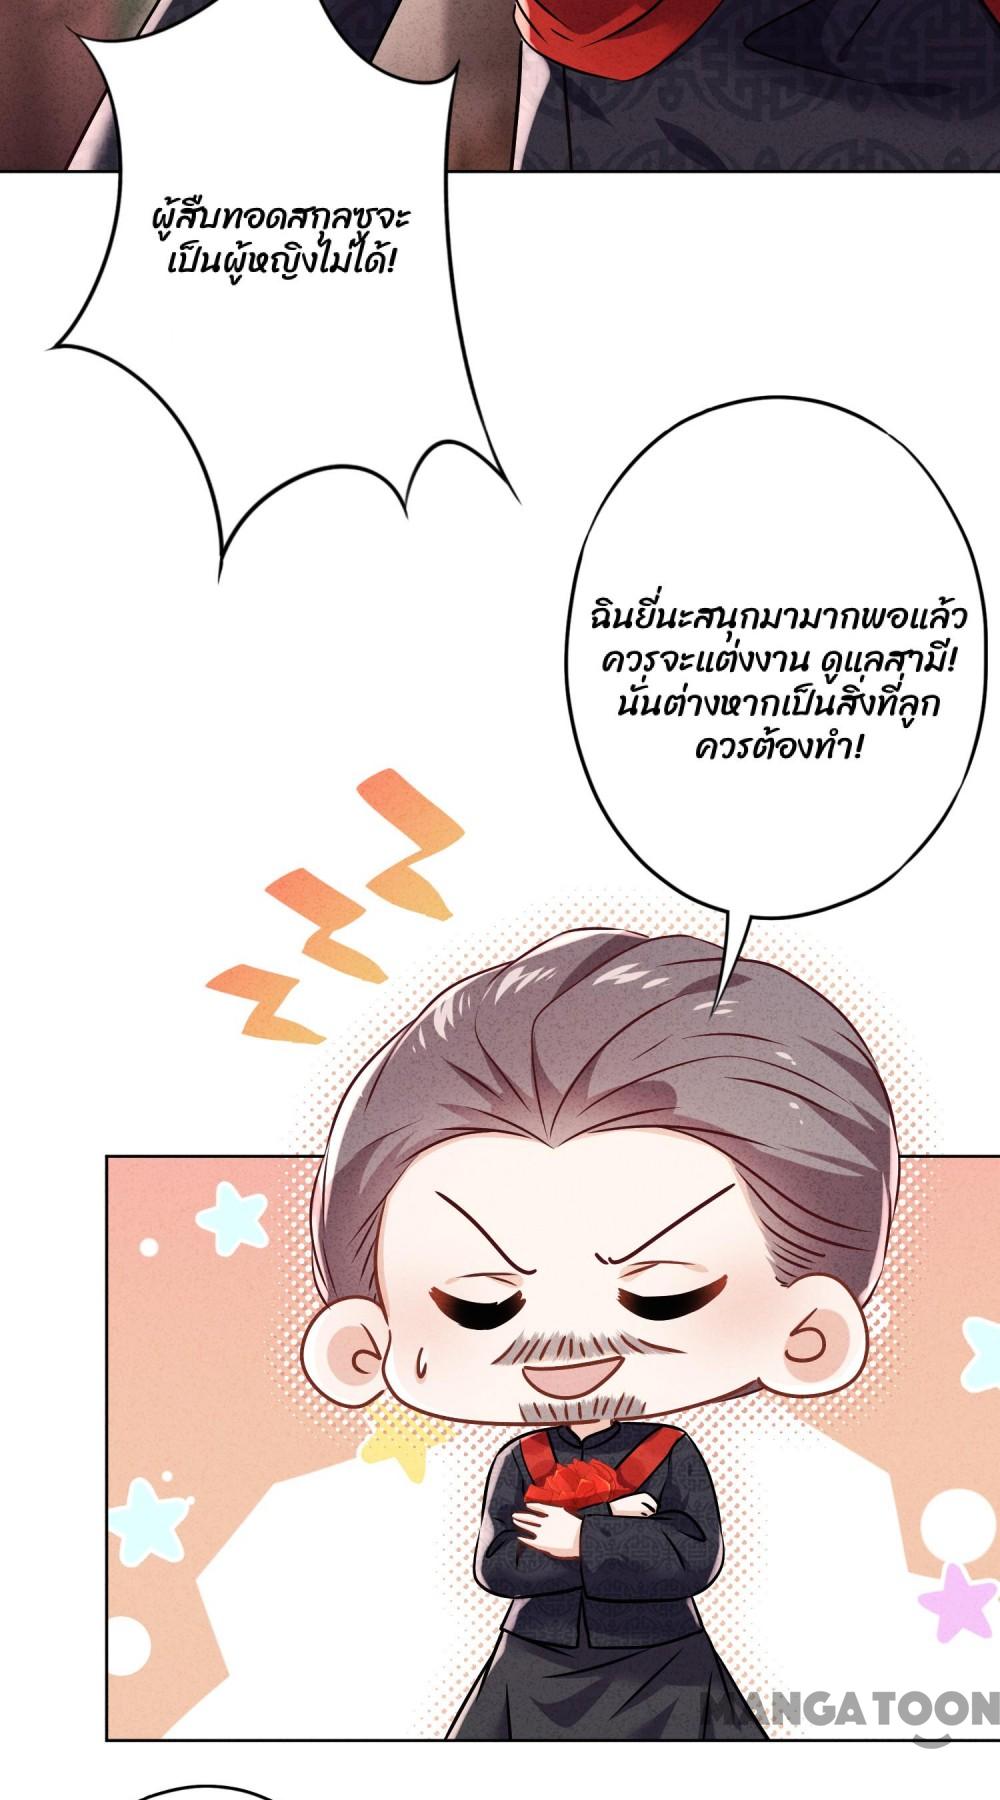 ผู้สืบทอดสกุลซูจะ
เป็นผู้หญิงไม่ได้!
ฉินยี่นะสนุกมามากพอแล้ว
ควรจะแต่งงาน ดูแลสามี!
นั่นต่างหากเป็นสิ่งที่ลูก
ควรต้องทำ!
MANGATOON